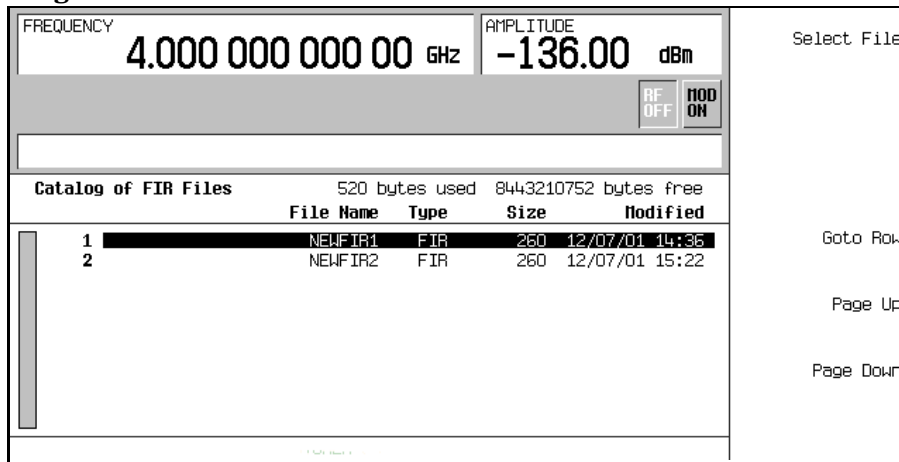 FREQUENCY
4.000 000 000 00 GHz
AMPLITUDE
-136.00 dBm
RF OFF
MOD ON
Catalog of FIR Files 520 bytes used 8443210752 bytes free
File Name Type Size Modified
1 NEWFIR1 FIR 260 12/07/01 14:36
2 NEWFIR2 FIR 260 12/07/01 15:22
Select File
Goto Row
Page Up
Page Down